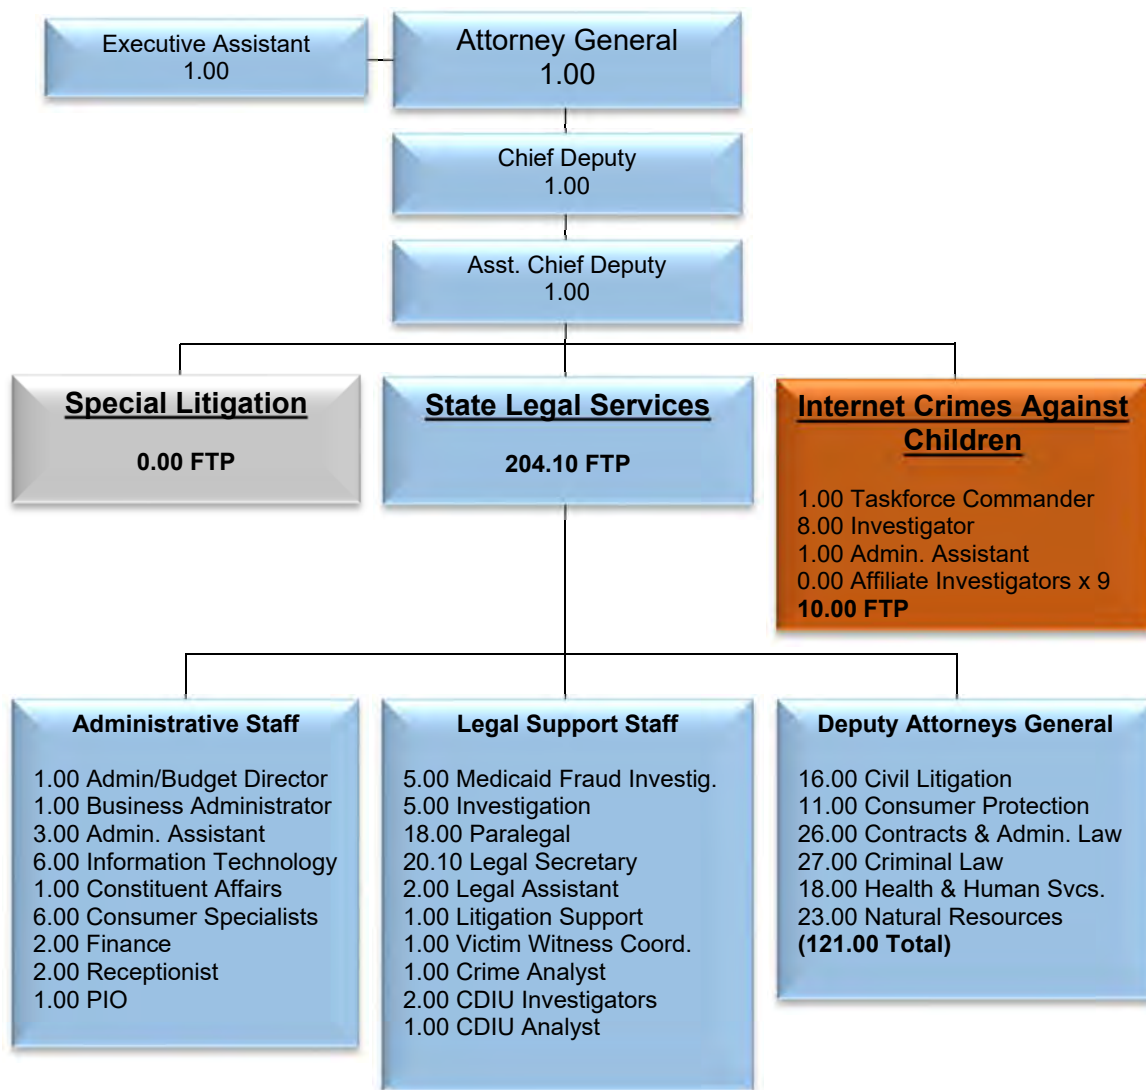 Executive Assistant
1.00
Attorney General
1.00
Chief Deputy
1.00
Asst. Chief Deputy
1.00
Special Litigation
0.00 FTP
State Legal Services
204.10 FTP
Internet Crimes Against
Children
1.00 Taskforce Commander
8.00 Investigator
1.00 Admin. Assistant
0.00 Affiliate Investigators x 9
10.00 FTP
Administrative Staff
1.00 Admin/Budget Director
1.00 Business Administrator
3.00 Admin. Assistant
6.00 Information Technology
1.00 Constituent Affairs
6.00 Consumer Specialists
2.00 Finance
2.00 Receptionist
1.00 PIO
Legal Support Staff
5.00 Medicaid Fraud Investig.
5.00 Investigation
18.00 Paralegal
20.10 Legal Secretary
2.00 Legal Assistant
1.00 Litigation Support
1.00 Victim Witness Coord.
1.00 Crime Analyst
2.00 CDIU Investigators
1.00 CDIU Analyst
Deputy Attorneys General
16.00 Civil Litigation
11.00 Consumer Protection
26.00 Contracts & Admin. Law
27.00 Criminal Law
18.00 Health & Human Svcs.
23.00 Natural Resources
(121.00 Total)